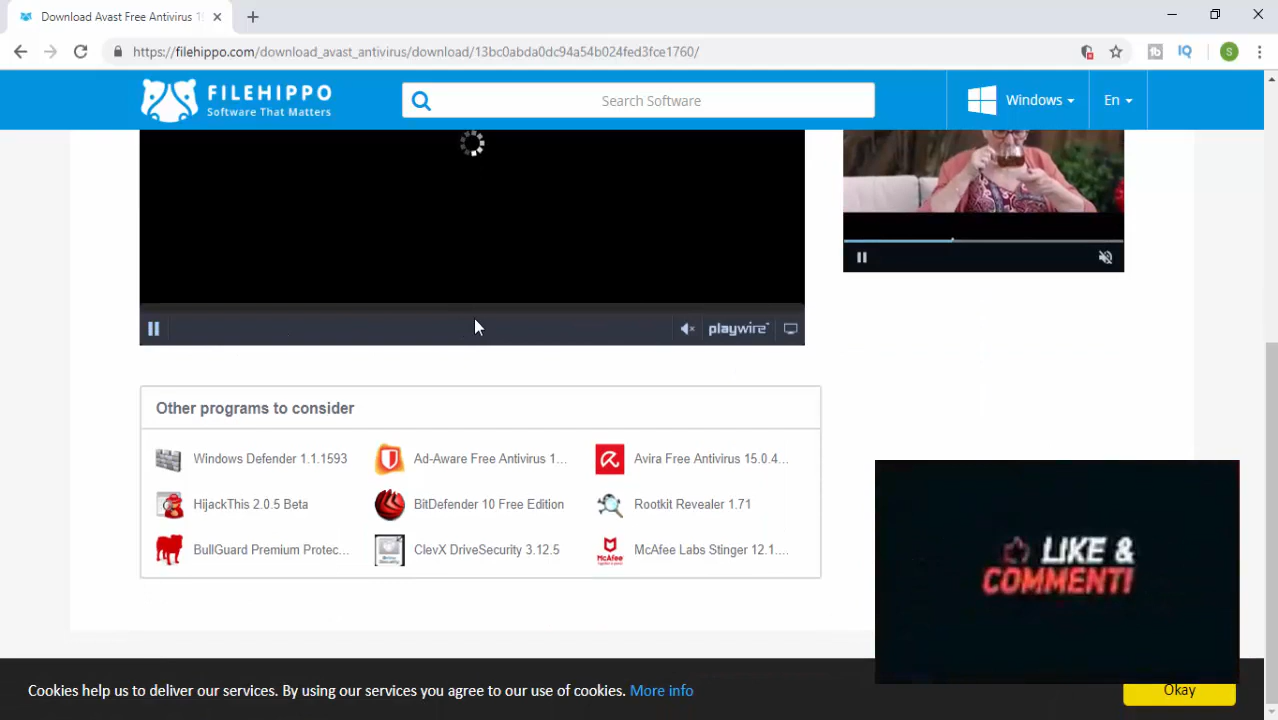 Download Avast Free Antivirus 19
https://filehippo.com/download_avast_antivirus/download/13bc0abda0dc94a54b024fed3fce1760/
FILEHIPPO
Software That Matters
Search Software
Windows
En
playwire
Other programs to consider
Windows Defender 1.1.1593
Ad-Aware Free Antivirus 1...
Avira Free Antivirus 15.0.4...
HijackThis 2.0.5 Beta
BitDefender 10 Free Edition
Rootkit Revealer 1.71
BullGuard Premium Protec...
ClevX DriveSecurity 3.12.5
McAfee Labs Stinger 12.1....
LIKE &
COMMENT!
Cookies help us to deliver our services. By using our services you agree to our use of cookies. More info
Okay